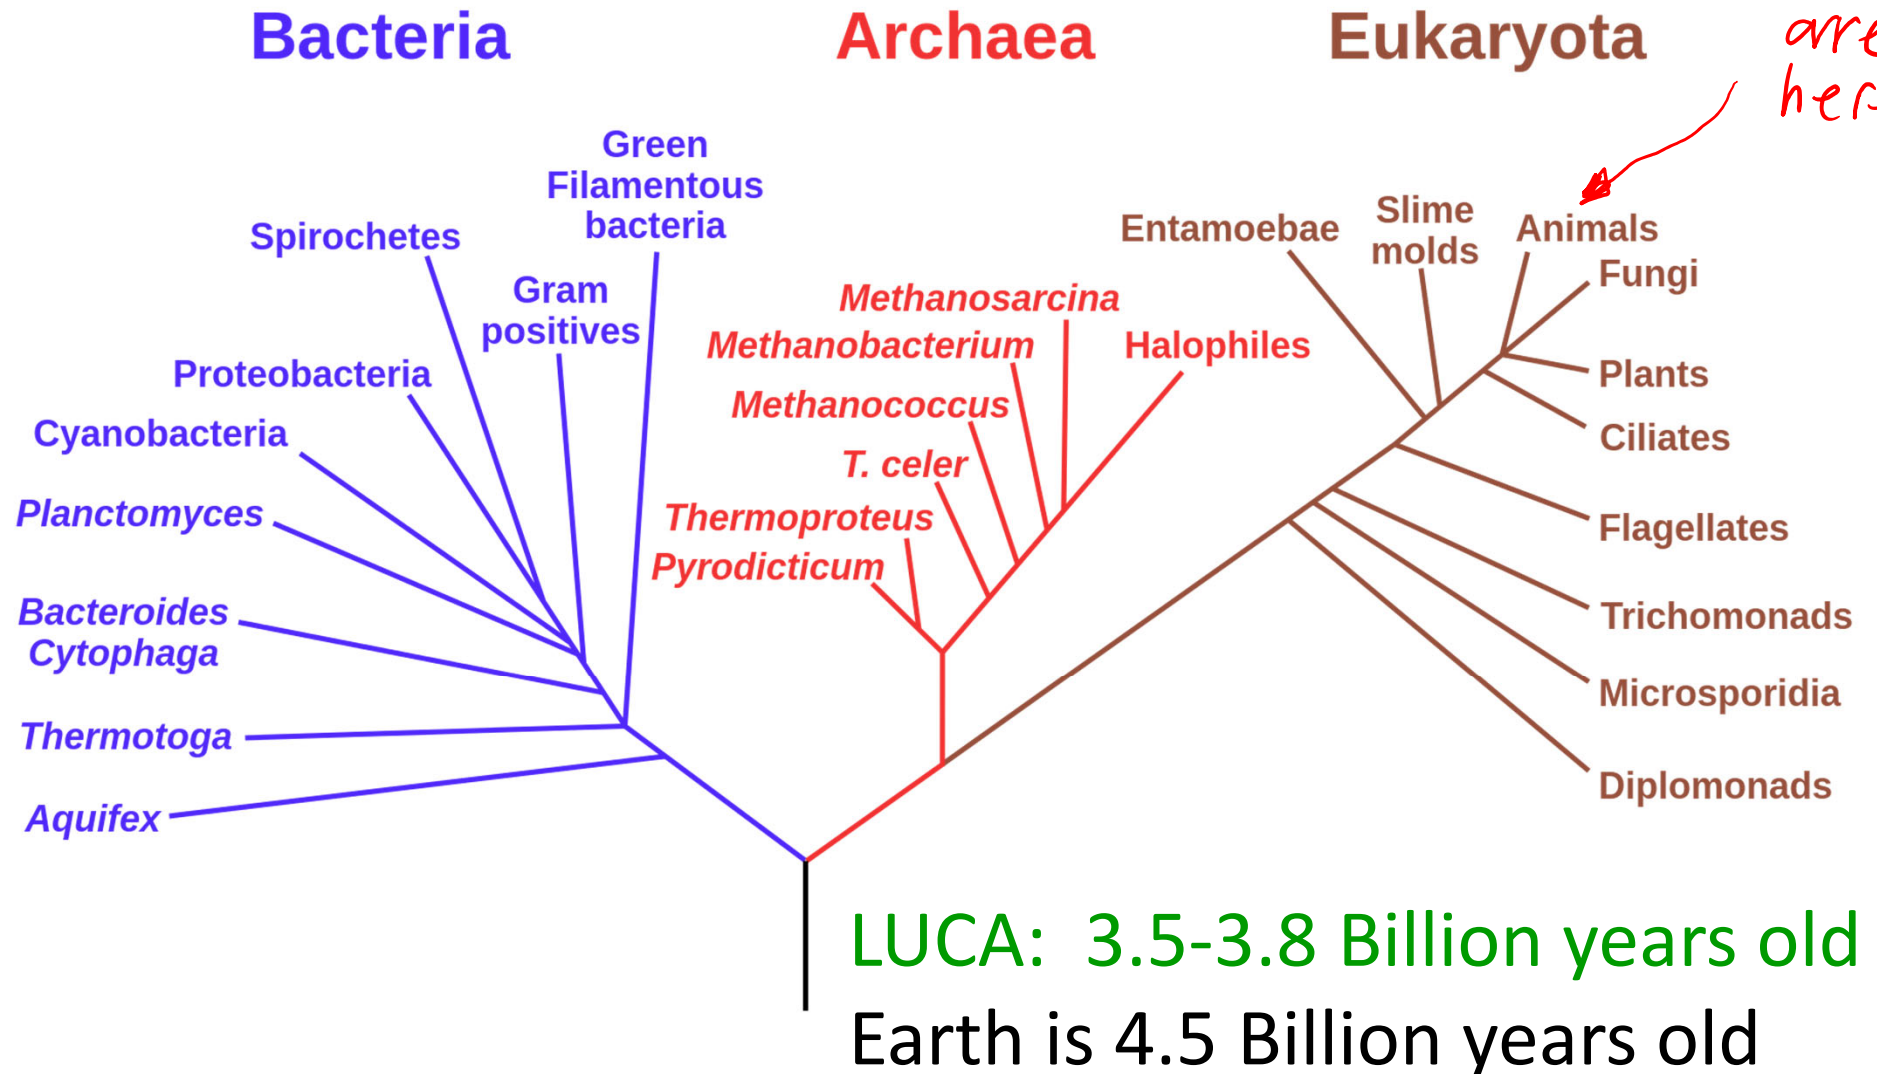 Bacteria
Archaea
Eukaryota
are
Green
Filamentous
bacteria
Spirochetes
Gram
positives
Proteobacteria
Cyanobacteria
Planctomyces
Bacteroides
Cytophaga
Thermotoga
Aquifex
Methanosarcina
Methanobacterium
Halophiles
Methanococcus
T. celer
Thermoproteus
Pyrodicticum
Entamoebae
Slime
molds
Animals
Fungi
Plants
Ciliates
Flagellates
Trichomonads
Microsporidia
Diplomonads
LUCA: 3.5-3.8 Billion years old
Earth is 4.5 Billion years old